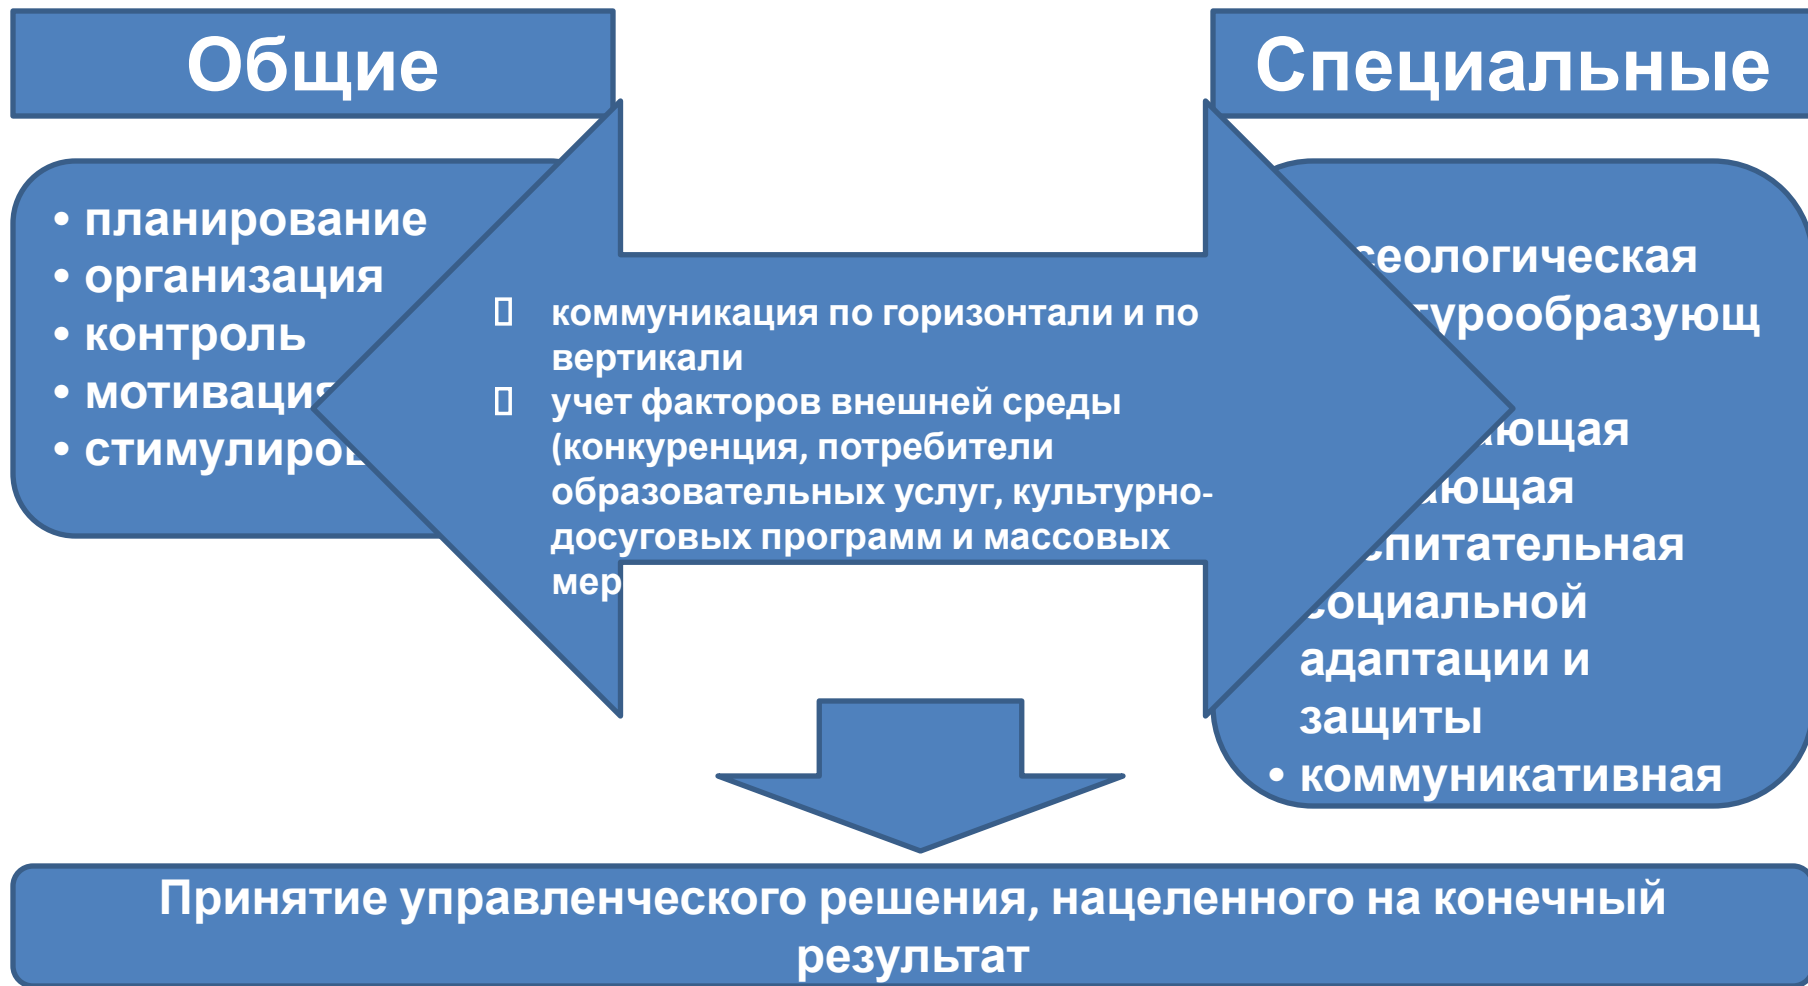 Общие
Специальные
• планирование
• организация
• контроль
• мотивация
коммуникация по горизонтали и по
вертикали
учет факторов внешней среды
(конкуренция, потребители
образовательных услуг, культурно-
досуговых программ и массовых
социальной
адаптации и
защиты
• коммуникативная
Принятие управленческого решения, нацеленного на конечный
результат